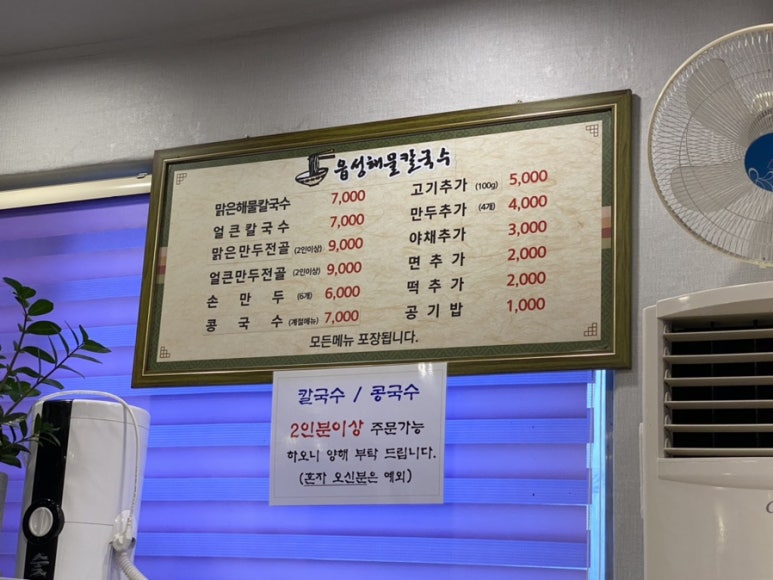 음성해물칼국수
맑은해물칼국수 7,000
얼큰칼국수 7,000
맑은만두전골 (2인이상) 9,000
얼큰만두전골 (2인이상) 9,000
손만두 (6개) 6,000
콩국수 (계절메뉴) 7,000
고기추가 (100g) 5,000
만두추가 (4개) 4,000
야채추가 3,000
면추가 2,000
떡추가 2,000
공기밥 1,000
모든메뉴 포장됩니다.
칼국수 / 콩국수
2인분이상 주문가능
하오니 양해 부탁 드립니다.
(혼자 오신분은 예외)